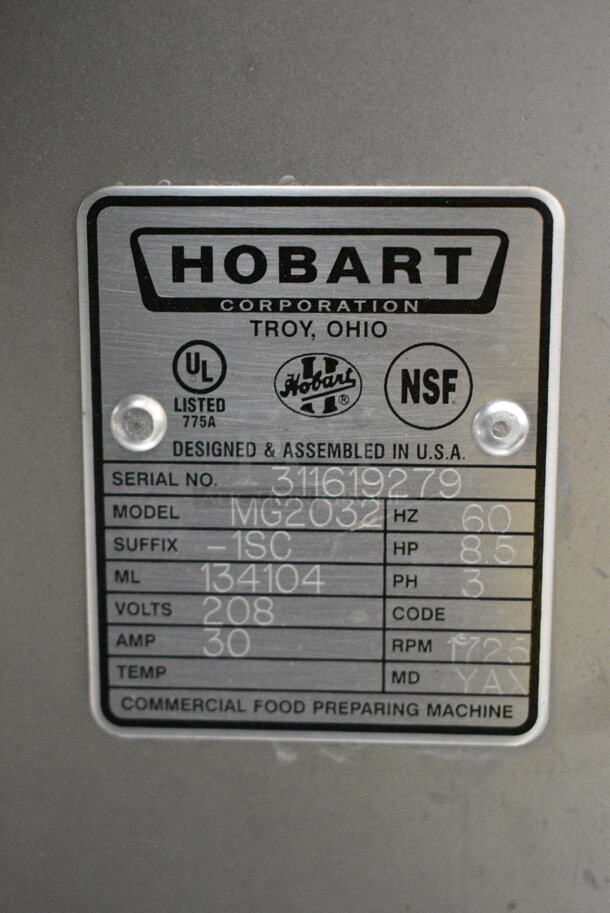 HOBART
CORPORATION
TROY, OHIO
UL
LISTED
775A
Hobart
H
®
NSF
DESIGNED & ASSEMBLED IN U.S.A.
SERIAL NO. 311619279
MODEL MG2032 HZ 60
SUFFIX -1SC HP 8.5
ML 134104 PH 3
VOLTS 208 CODE
AMP 30 RPM 1725
TEMP MD
COMMERCIAL FOOD PREPARING MACHINE